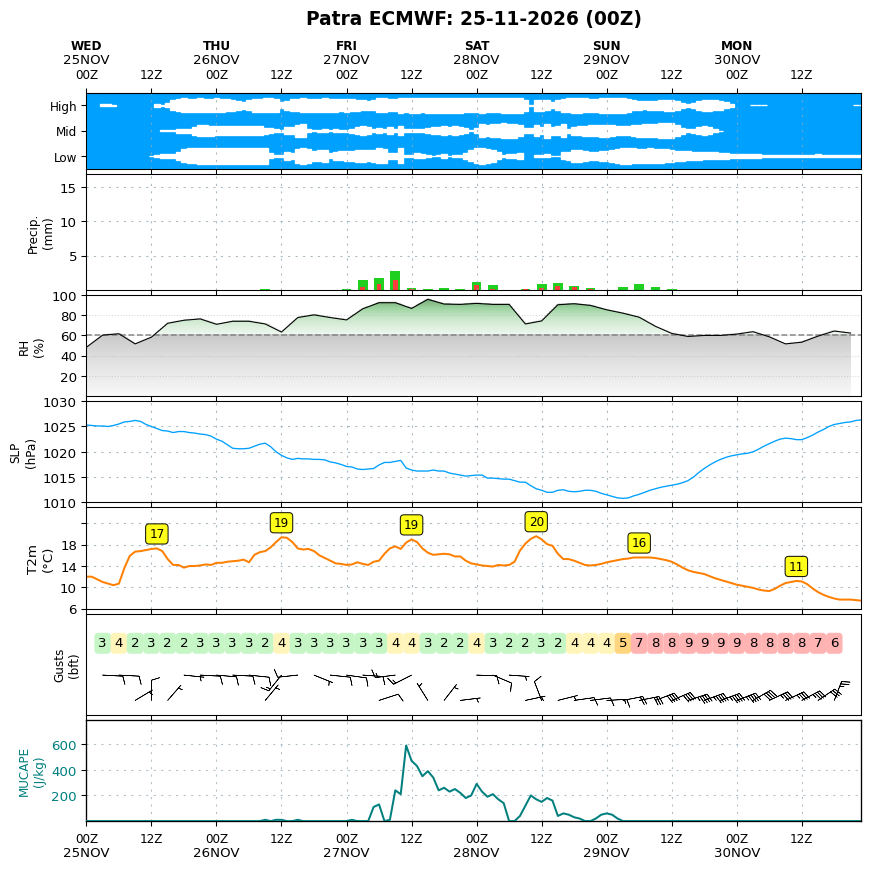 Patra ECMWF: 25-11-2026 (00Z)
WED THU FRI SAT SUN MON
25NOV 26NOV 27NOV 28NOV 29NOV 30NOV
00Z 12Z 00Z 12Z 00Z 12Z 00Z 12Z 00Z 12Z 00Z 12Z
High
Mid
Low
Precip.
(mm)
15
10
5
RH
(%)
100
80
60
40
20
SLP
(hPa)
1030
1025
1020
1015
1010
T2m
(°C)
18
14
10
6
17 19 19 20 16 11
Gusts
(bft)
3 4 2 3 2 2 3 3 3 3 2 4 3 3 3 3 3 3 4 4 3 2 2 4 3 2 2 3 2 4 4 4 5 7 8 8 9 9 9 9 8 8 8 8 7 6
MUCAPE
(J/kg)
600
400
200
00Z 12Z 00Z 12Z 00Z 12Z 00Z 12Z 00Z 12Z 00Z 12Z
25NOV 26NOV 27NOV 28NOV 29NOV 30NOV